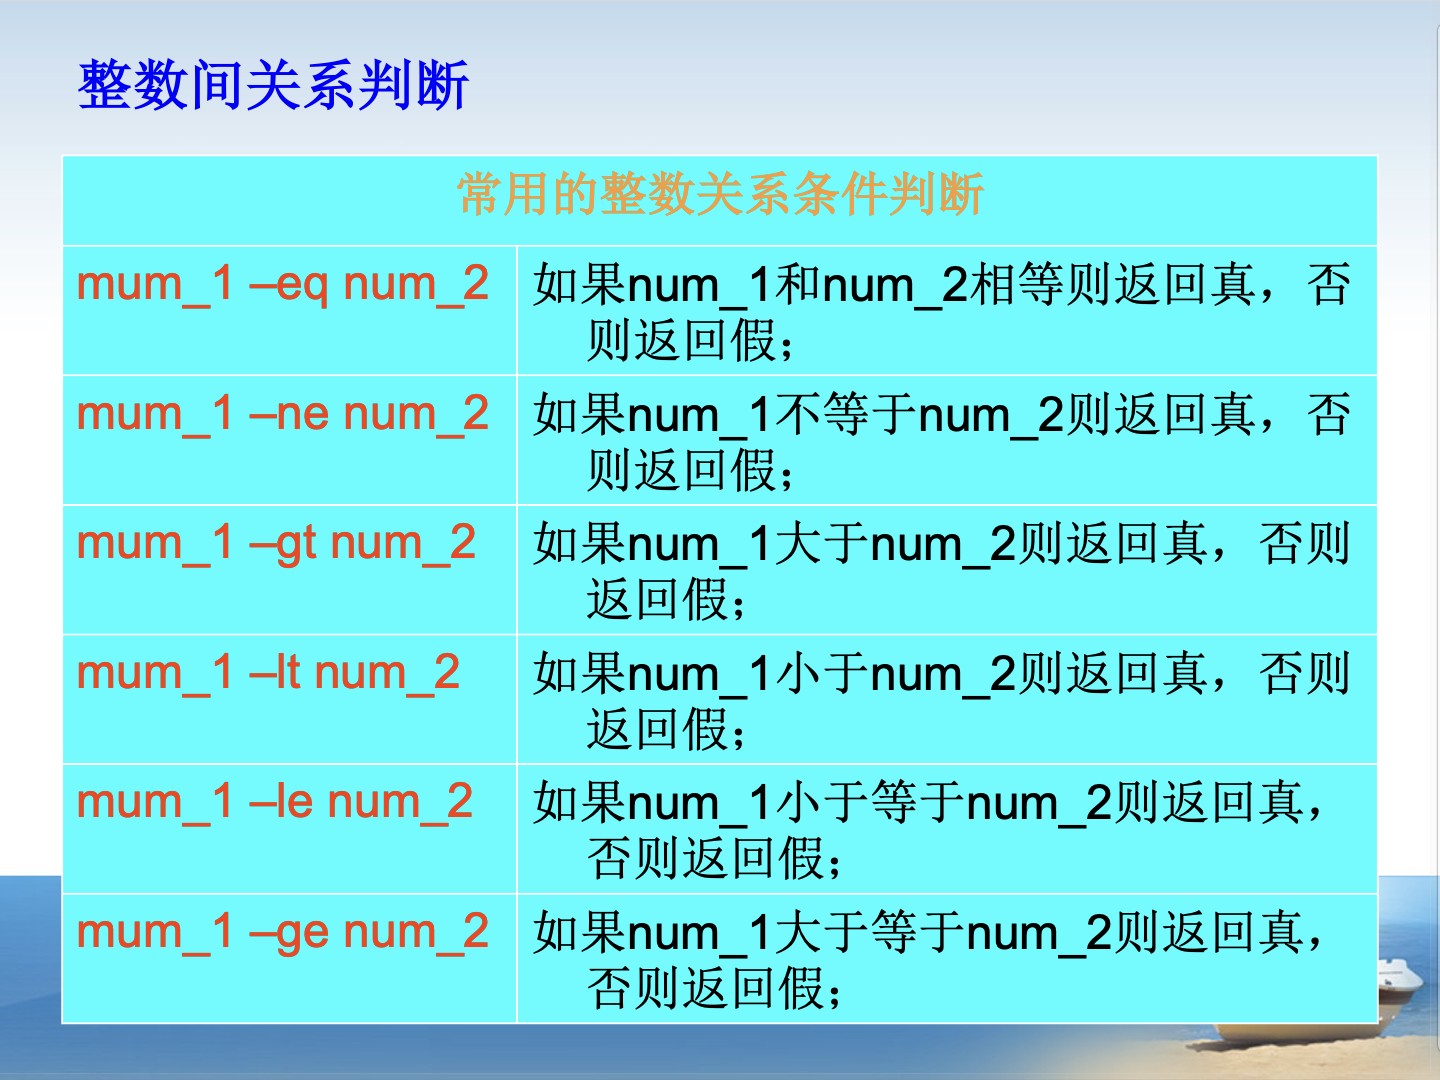 整数间关系判断
常用的整数关系条件判断
mum_1 –eq num_2
如果num_1和num_2相等则返回真，否
则返回假；
mum_1 –ne num_2
如果num_1不等于num_2则返回真，否
则返回假；
mum_1 –gt num_2
如果num_1大于num_2则返回真，否则
返回假；
mum_1 –lt num_2
如果num_1小于num_2则返回真，否则
返回假；
mum_1 –le num_2
如果num_1小于等于num_2则返回真，
否则返回假；
mum_1 –ge num_2
如果num_1大于等于num_2则返回真，
否则返回假；